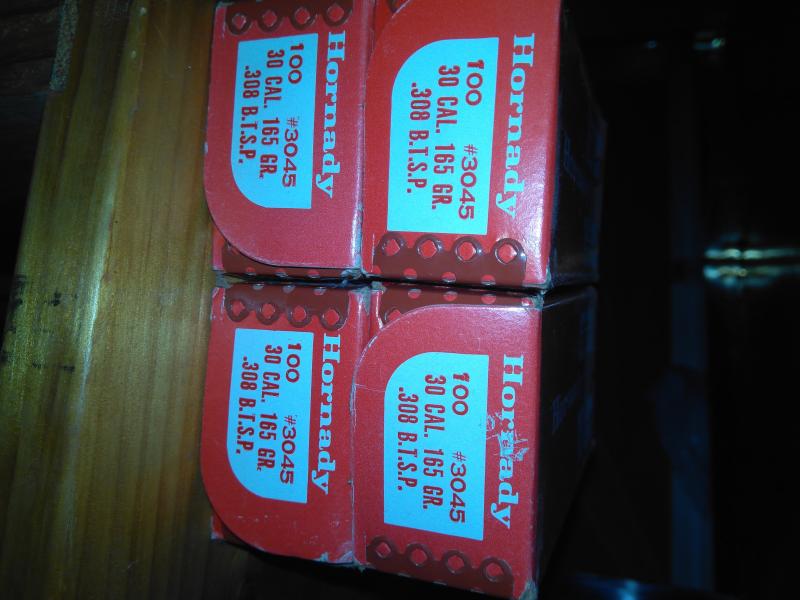 Hornady
100 #3045
30 CAL. 165 GR.
.308 B.T.S.P.
Hornady
100 #3045
30 CAL. 165 GR.
.308 B.T.S.P.
Hornady
100 #3045
30 CAL. 165 GR.
.308 B.T.S.P.
Hornady
100 #3045
30 CAL. 165 GR.
.308 B.T.S.P.